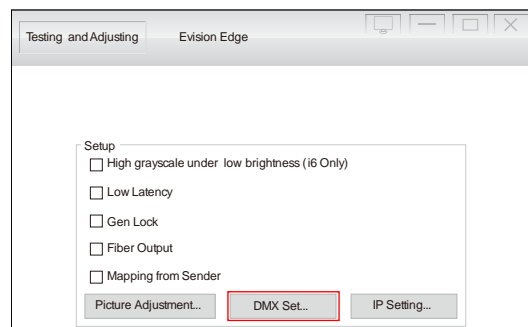 Testing and Adjusting Evision Edge
Setup
High grayscale under low brightness (i6 Only)
Low Latency
Gen Lock
Fiber Output
Mapping from Sender
Picture Adjustment... DMX Set... IP Setting...